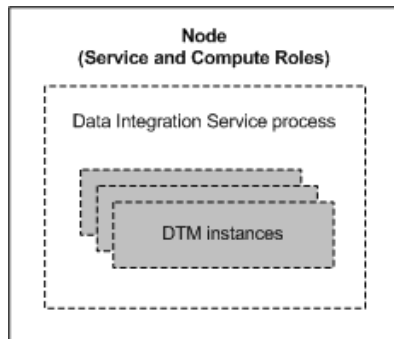 Node
(Service and Compute Roles)
Data Integration Service process
DTM instances